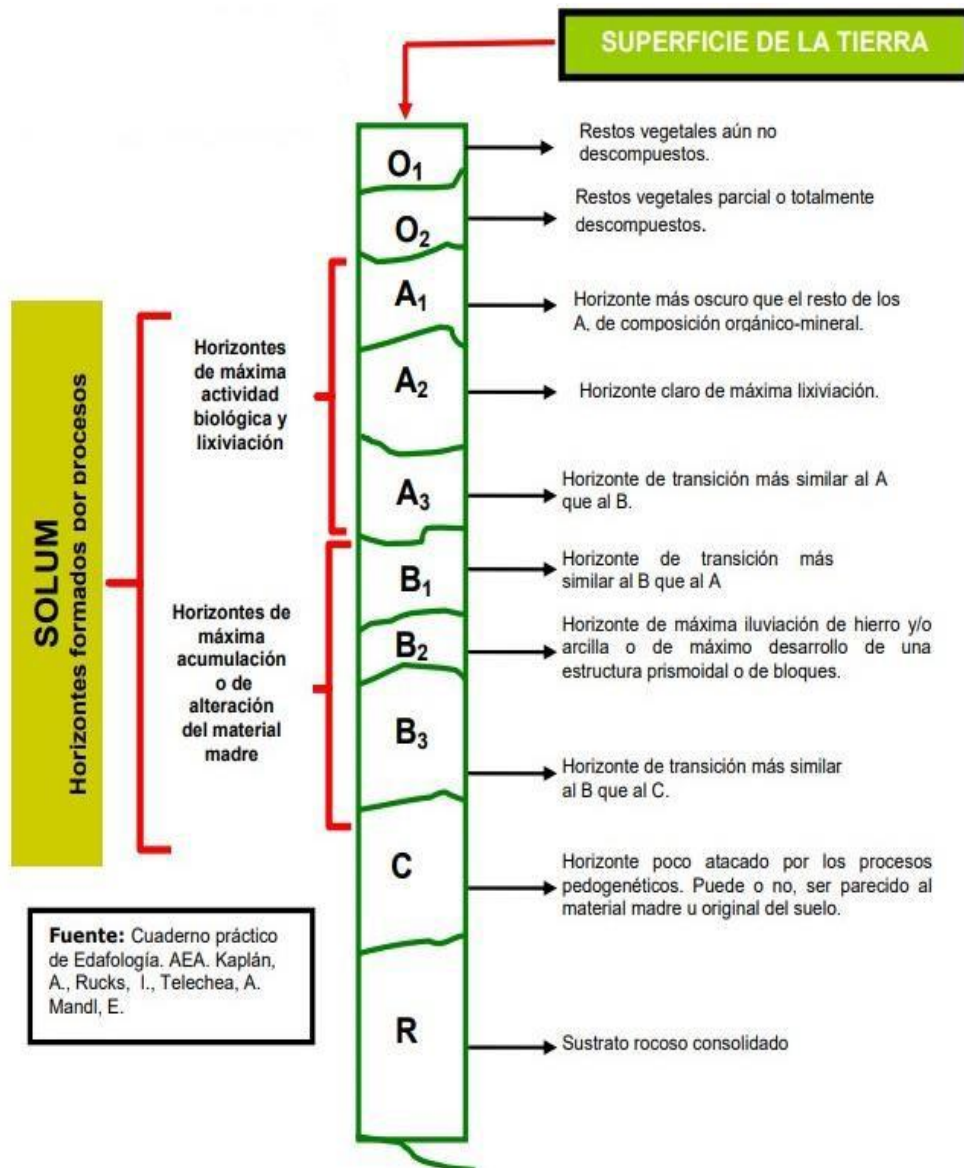 SUPERFICIE DE LA TIERRA
O1
Restos vegetales aún no
descompuestos.
O2
Restos vegetales parcial o totalmente
descompuestos.
SOLUM
Horizontes formados por procesos
Horizontes
de máxima
actividad
biológica y
lixiviación
A1
Horizonte más oscuro que el resto de los
A, de composición orgánico-mineral.
A2
Horizonte claro de máxima lixiviación.
A3
Horizonte de transición más similar al A
que al B.
Horizontes de
máxima
acumulación
o de
alteración
del material
madre
B1
Horizonte de transición más
similar al B que al A
B2
Horizonte de máxima iluviación de hierro y/o
arcilla o de máximo desarrollo de una
estructura prismoidal o de bloques.
B3
Horizonte de transición más similar
al B que al C.
C
Horizonte poco atacado por los procesos
pedogenéticos. Puede o no, ser parecido al
material madre u original del suelo.
R
Sustrato rocoso consolidado
Fuente: Cuaderno práctico
de Edafología. AEA. Kaplán,
A., Rucks, I., Telechea, A.
Mandl, E.